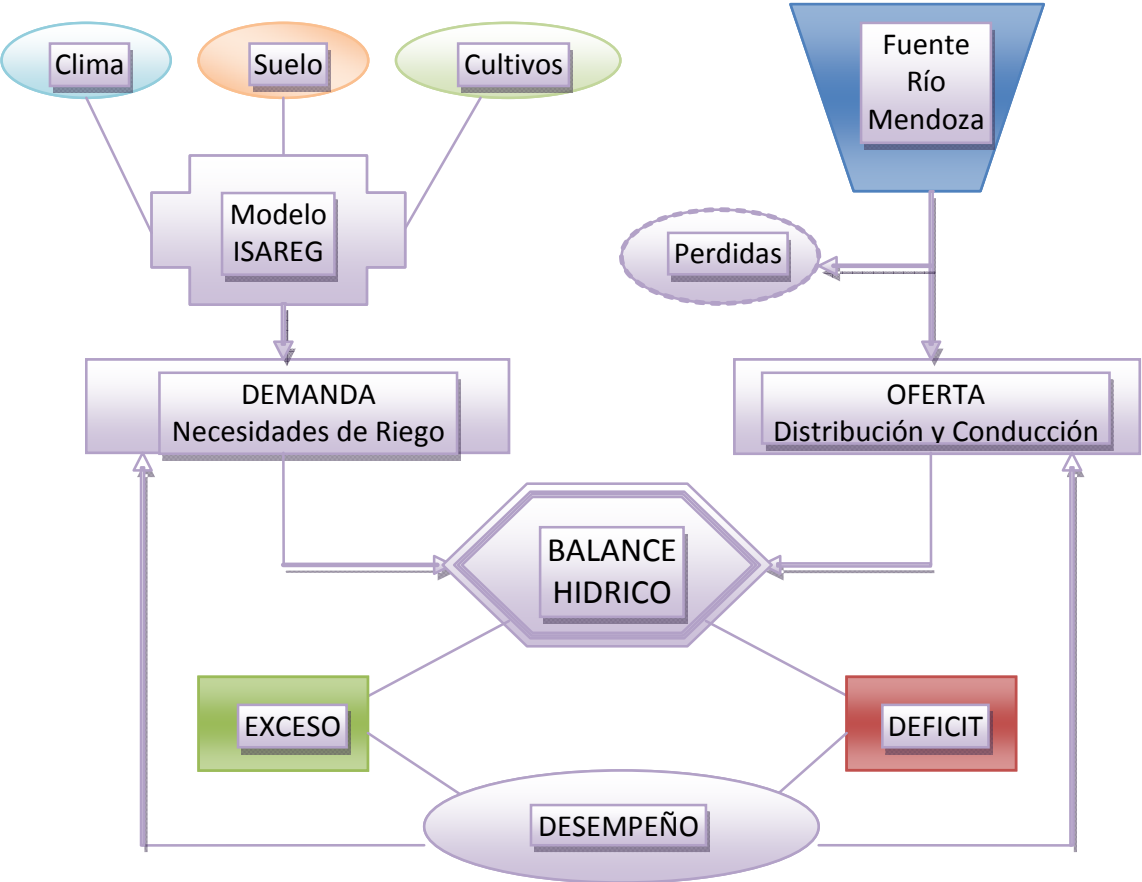 Clima
Suelo
Cultivos
Fuente
Río
Mendoza
Modelo
ISAREG
Perdidas
DEMANDA
Necesidades de Riego
OFERTA
Distribución y Conducción
BALANCE
HIDRICO
EXCESO
DEFICIT
DESEMPEÑO